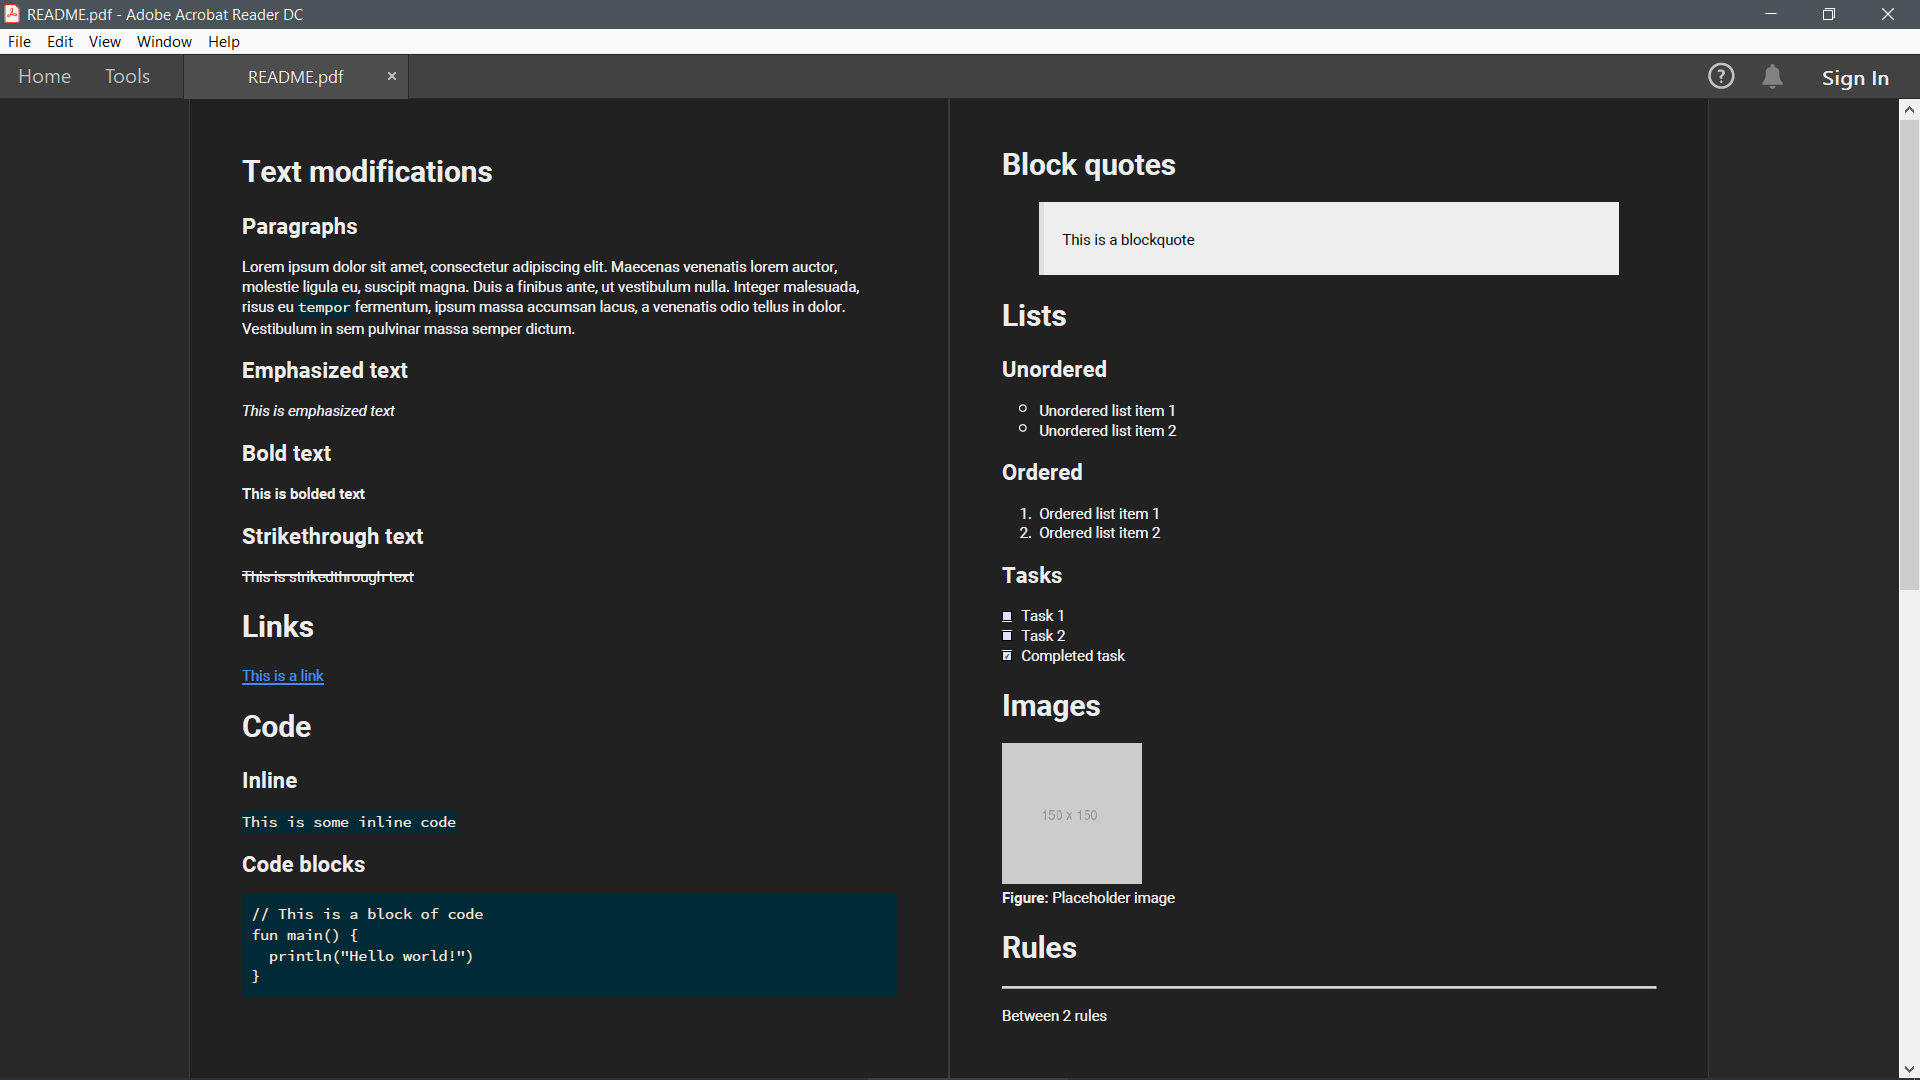 README.pdf - Adobe Acrobat Reader DC
File Edit View Window Help
Home Tools README.pdf × ? Sign In
Text modifications
Paragraphs
Lorem ipsum dolor sit amet, consectetur adipiscing elit. Maecenas venenatis lorem auctor,
molestie ligula eu, suscipit magna. Duis a finibus ante, ut vestibulum nulla. Integer malesuada,
risus eu tempor fermentum, ipsum massa accumsan lacus, a venenatis odio tellus in dolor.
Vestibulum in sem pulvinar massa semper dictum.
Emphasized text
This is emphasized text
Bold text
This is bolded text
Strikethrough text
This is strikedthrough text
Links
This is a link
Code
Inline
This is some inline code
Code blocks
// This is a block of code
fun main() {
  println("Hello world!")
}
Block quotes
This is a blockquote
Lists
Unordered
Unordered list item 1
Unordered list item 2
Ordered
1. Ordered list item 1
2. Ordered list item 2
Tasks
Task 1
Task 2
Completed task
Images
150 x 150
Figure: Placeholder image
Rules
Between 2 rules